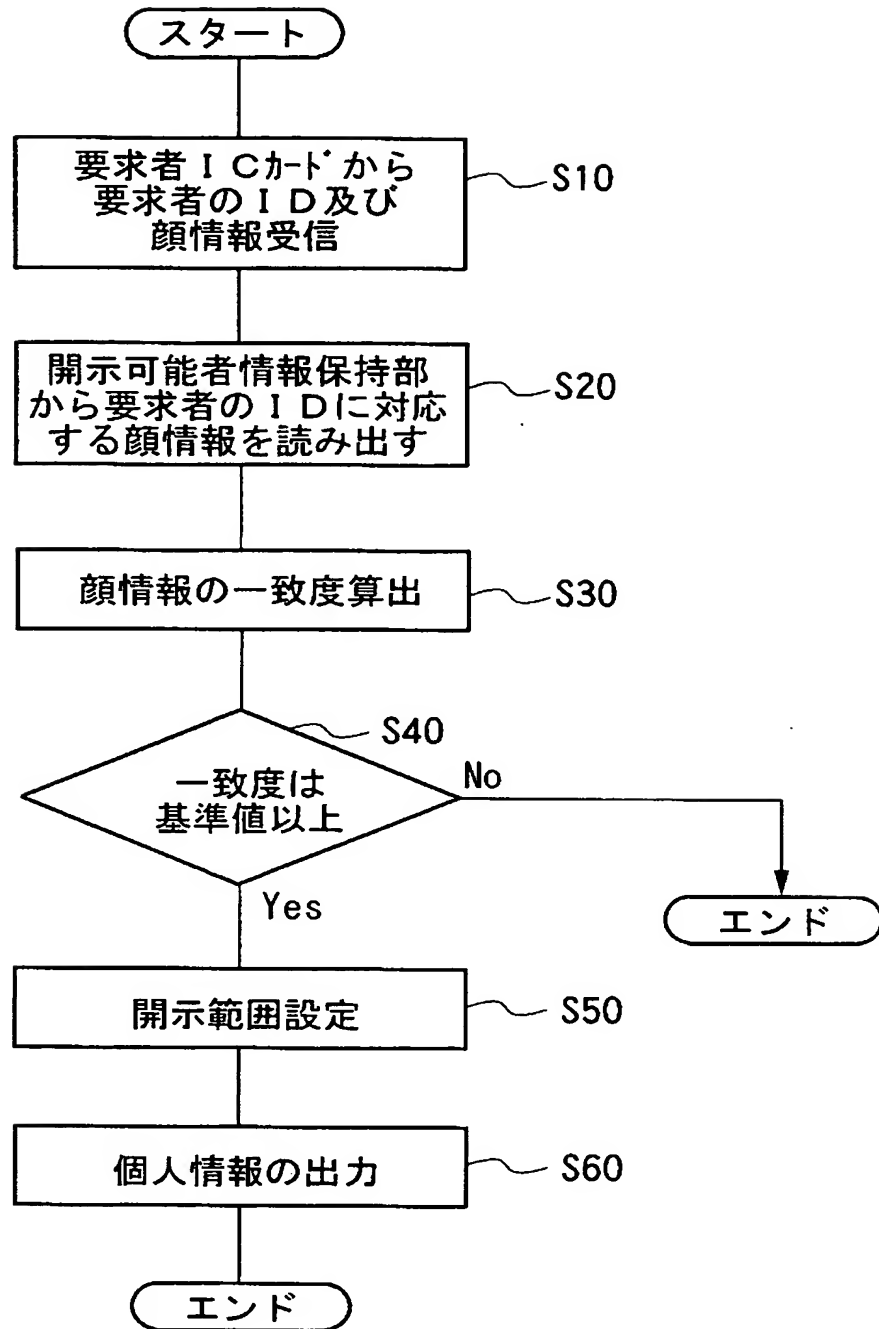 スタート
要求者ICｶｰﾄﾞから
要求者のID及び
顔情報受信
S10
開示可能者情報保持部
から要求者のIDに対応
する顔情報を読み出す
S20
顔情報の一致度算出
S30
S40
一致度は
基準値以上
No
Yes
エンド
開示範囲設定
S50
個人情報の出力
S60
エンド